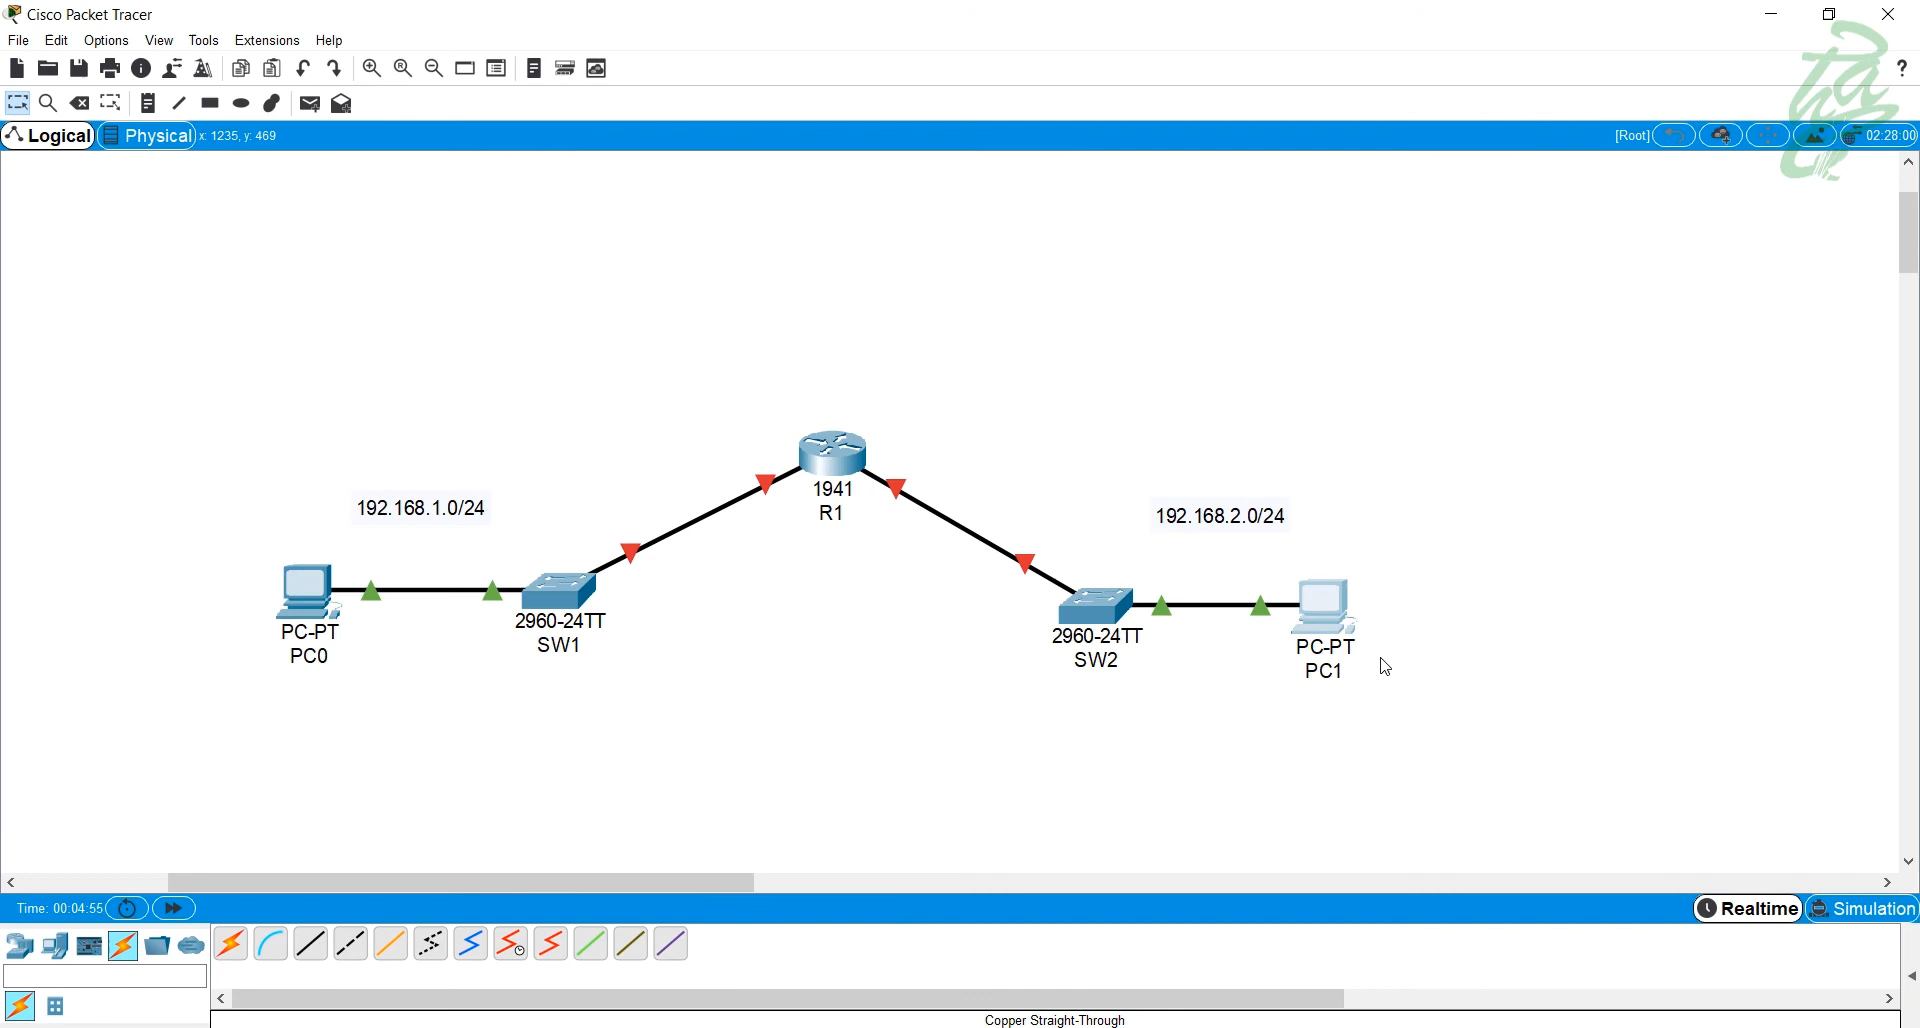 Cisco Packet Tracer
File Edit Options View Tools Extensions Help
?
Logical Physical x: 1235, y: 469 [Root] 02:28:00
1941
R1
192.168.1.0/24
192.168.2.0/24
PC-PT
PC0
2960-24TT
SW1
2960-24TT
SW2
PC-PT
PC1
Time: 00:04:55 Realtime Simulation
Copper Straight-Through